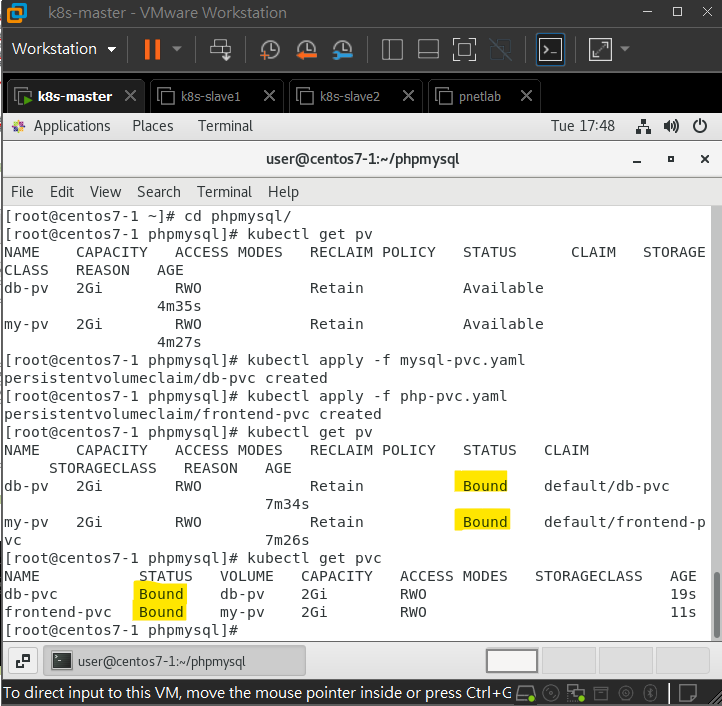 k8s-master - VMware Workstation
Workstation
k8s-master
k8s-slave1
k8s-slave2
pnetlab
Applications Places Terminal Tue 17:48
user@centos7-1:~/phpmysql
File Edit View Search Terminal Help
[root@centos7-1 ~]# cd phpmysql/
[root@centos7-1 phpmysql]# kubectl get pv
NAME CAPACITY ACCESS MODES RECLAIM POLICY STATUS CLAIM STORAGE
CLASS REASON AGE
db-pv 2Gi RWO Retain Available
4m35s
my-pv 2Gi RWO Retain Available
4m27s
[root@centos7-1 phpmysql]# kubectl apply -f mysql-pvc.yaml
persistentvolumeclaim/db-pvc created
[root@centos7-1 phpmysql]# kubectl apply -f php-pvc.yaml
persistentvolumeclaim/frontend-pvc created
[root@centos7-1 phpmysql]# kubectl get pv
NAME CAPACITY ACCESS MODES RECLAIM POLICY STATUS CLAIM
STORAGECLASS REASON AGE
db-pv 2Gi RWO Retain Bound default/db-pvc
7m34s
my-pv 2Gi RWO Retain Bound default/frontend-p
vc 7m26s
[root@centos7-1 phpmysql]# kubectl get pvc
NAME STATUS VOLUME CAPACITY ACCESS MODES STORAGECLASS AGE
db-pvc Bound db-pv 2Gi RWO 19s
frontend-pvc Bound my-pv 2Gi RWO 11s
[root@centos7-1 phpmysql]#
user@centos7-1:~/phpmysql
To direct input to this VM, move the mouse pointer inside or press Ctrl+G